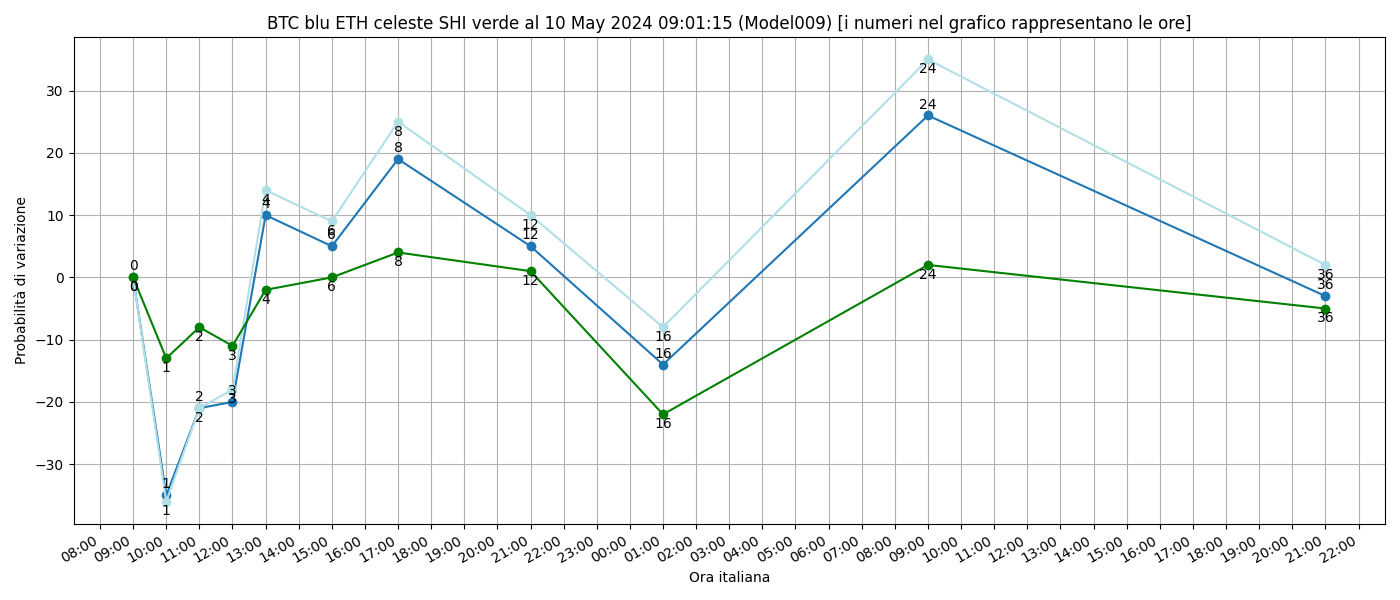 BTC blu ETH celeste SHI verde al 10 May 2024 09:01:15 (Model009) [i numeri nel grafico rappresentano le ore]
Probabilità di variazione
30
20
10
0
−10
−20
−30
0 0 0
1 1 1
2 2 2
3 3 3
4 4 4
6 6 6
8 8 8
12 12 12
16 16 16
24 24 24
36 36 36
08:00 09:00 10:00 11:00 12:00 13:00 14:00 15:00 16:00 17:00 18:00 19:00 20:00 21:00 22:00 23:00 00:00 01:00 02:00 03:00 04:00 05:00 06:00 07:00 08:00 09:00 10:00 11:00 12:00 13:00 14:00 15:00 16:00 17:00 18:00 19:00 20:00 21:00 22:00
Ora italiana